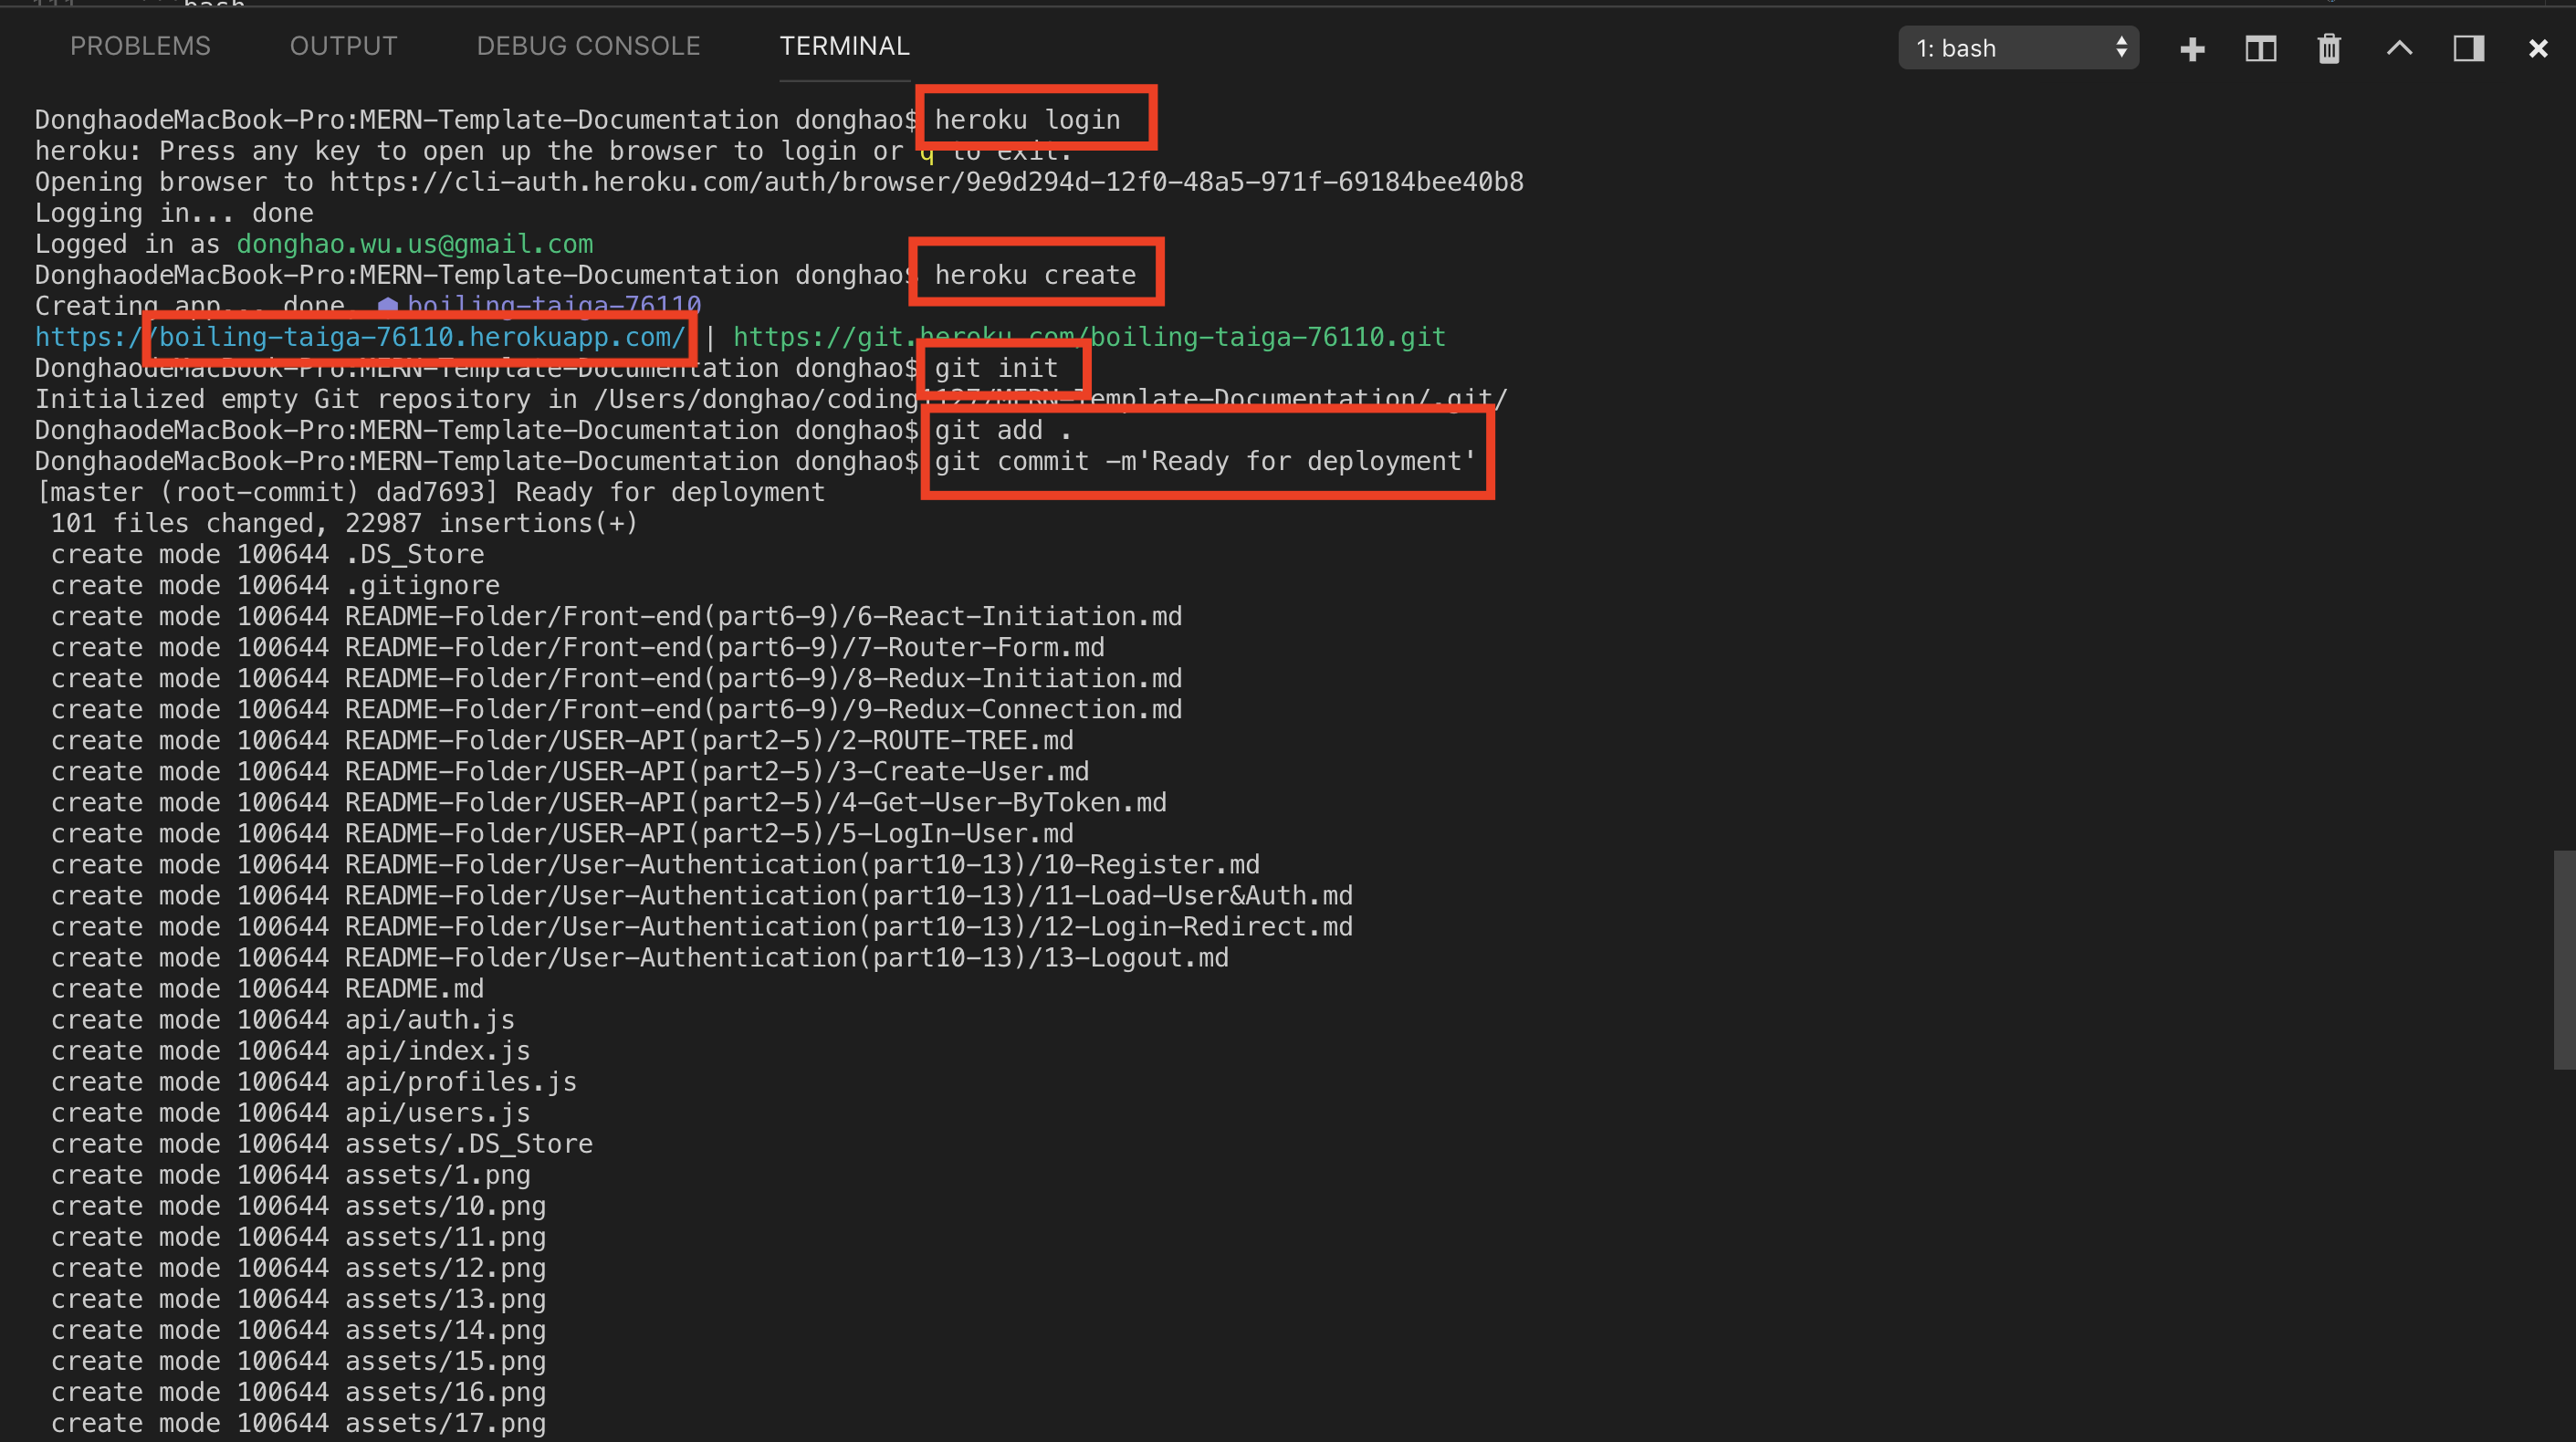 PROBLEMS OUTPUT DEBUG CONSOLE TERMINAL 1: bash
DonghaodeMacBook-Pro:MERN-Template-Documentation donghao$ heroku login
heroku: Press any key to open up the browser to login or q to exit.
Opening browser to https://cli-auth.heroku.com/auth/browser/9e9d294d-12f0-48a5-971f-69184bee40b8
Logging in... done
Logged in as donghao.wu.us@gmail.com
DonghaodeMacBook-Pro:MERN-Template-Documentation donghao$ heroku create
Creating app... done, boiling-taiga-76110
https://boiling-taiga-76110.herokuapp.com/ | https://git.heroku.com/boiling-taiga-76110.git
DonghaodeMacBook-Pro:MERN-Template-Documentation donghao$ git init
Initialized empty Git repository in /Users/donghao/coding1127/MERN-Template-Documentation/.git/
DonghaodeMacBook-Pro:MERN-Template-Documentation donghao$ git add .
DonghaodeMacBook-Pro:MERN-Template-Documentation donghao$ git commit -m'Ready for deployment'
[master (root-commit) dad7693] Ready for deployment
101 files changed, 22987 insertions(+)
create mode 100644 .DS_Store
create mode 100644 .gitignore
create mode 100644 README-Folder/Front-end(part6-9)/6-React-Initiation.md
create mode 100644 README-Folder/Front-end(part6-9)/7-Router-Form.md
create mode 100644 README-Folder/Front-end(part6-9)/8-Redux-Initiation.md
create mode 100644 README-Folder/Front-end(part6-9)/9-Redux-Connection.md
create mode 100644 README-Folder/USER-API(part2-5)/2-ROUTE-TREE.md
create mode 100644 README-Folder/USER-API(part2-5)/3-Create-User.md
create mode 100644 README-Folder/USER-API(part2-5)/4-Get-User-ByToken.md
create mode 100644 README-Folder/USER-API(part2-5)/5-LogIn-User.md
create mode 100644 README-Folder/User-Authentication(part10-13)/10-Register.md
create mode 100644 README-Folder/User-Authentication(part10-13)/11-Load-User&Auth.md
create mode 100644 README-Folder/User-Authentication(part10-13)/12-Login-Redirect.md
create mode 100644 README-Folder/User-Authentication(part10-13)/13-Logout.md
create mode 100644 README.md
create mode 100644 api/auth.js
create mode 100644 api/index.js
create mode 100644 api/profiles.js
create mode 100644 api/users.js
create mode 100644 assets/.DS_Store
create mode 100644 assets/1.png
create mode 100644 assets/10.png
create mode 100644 assets/11.png
create mode 100644 assets/12.png
create mode 100644 assets/13.png
create mode 100644 assets/14.png
create mode 100644 assets/15.png
create mode 100644 assets/16.png
create mode 100644 assets/17.png